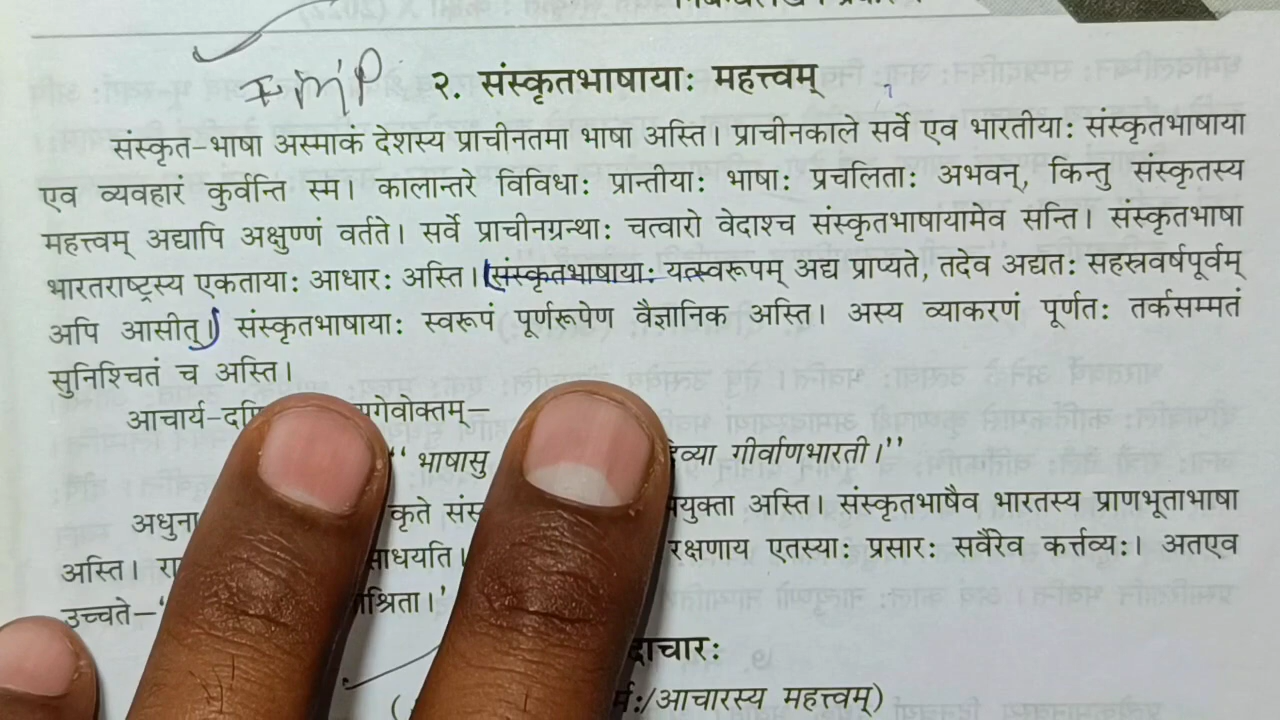 Imp
२. संस्कृतभाषायाः महत्त्वम्
संस्कृत-भाषा अस्माकं देशस्य प्राचीनतमा भाषा अस्ति। प्राचीनकाले सर्वे एव भारतीयाः संस्कृतभाषाया
एव व्यवहारं कुर्वन्ति स्म। कालान्तरे विविधाः प्रान्तीयाः भाषाः प्रचलिताः अभवन्, किन्तु संस्कृतस्य
महत्त्वम् अद्यापि अक्षुण्णं वर्तते। सर्वे प्राचीनग्रन्थाः चत्वारो वेदाश्च संस्कृतभाषायामेव सन्ति। संस्कृतभाषा
भारतराष्ट्रस्य एकतायाः आधारः अस्ति। संस्कृतभाषायाः यत्स्वरूपम् अद्य प्राप्यते, तदेव अद्यतः सहस्रवर्षपूर्वम्
अपि आसीत्। संस्कृतभाषायाः स्वरूपं पूर्णरूपेण वैज्ञानिक अस्ति। अस्य व्याकरणं पूर्णतः तर्कसम्मतं
सुनिश्चितं च अस्ति।
आचार्य-
"भाषासु गीर्वाणभारती।"
अधुना कृते अस्ति। संस्कृतभाषैव भारतस्य प्राणभूताभाषा
अस्ति। साधयति। एतस्याः प्रसारः सर्वैरेव कर्त्तव्यः। अतएव
उच्यते-
आचारस्य महत्त्वम्)